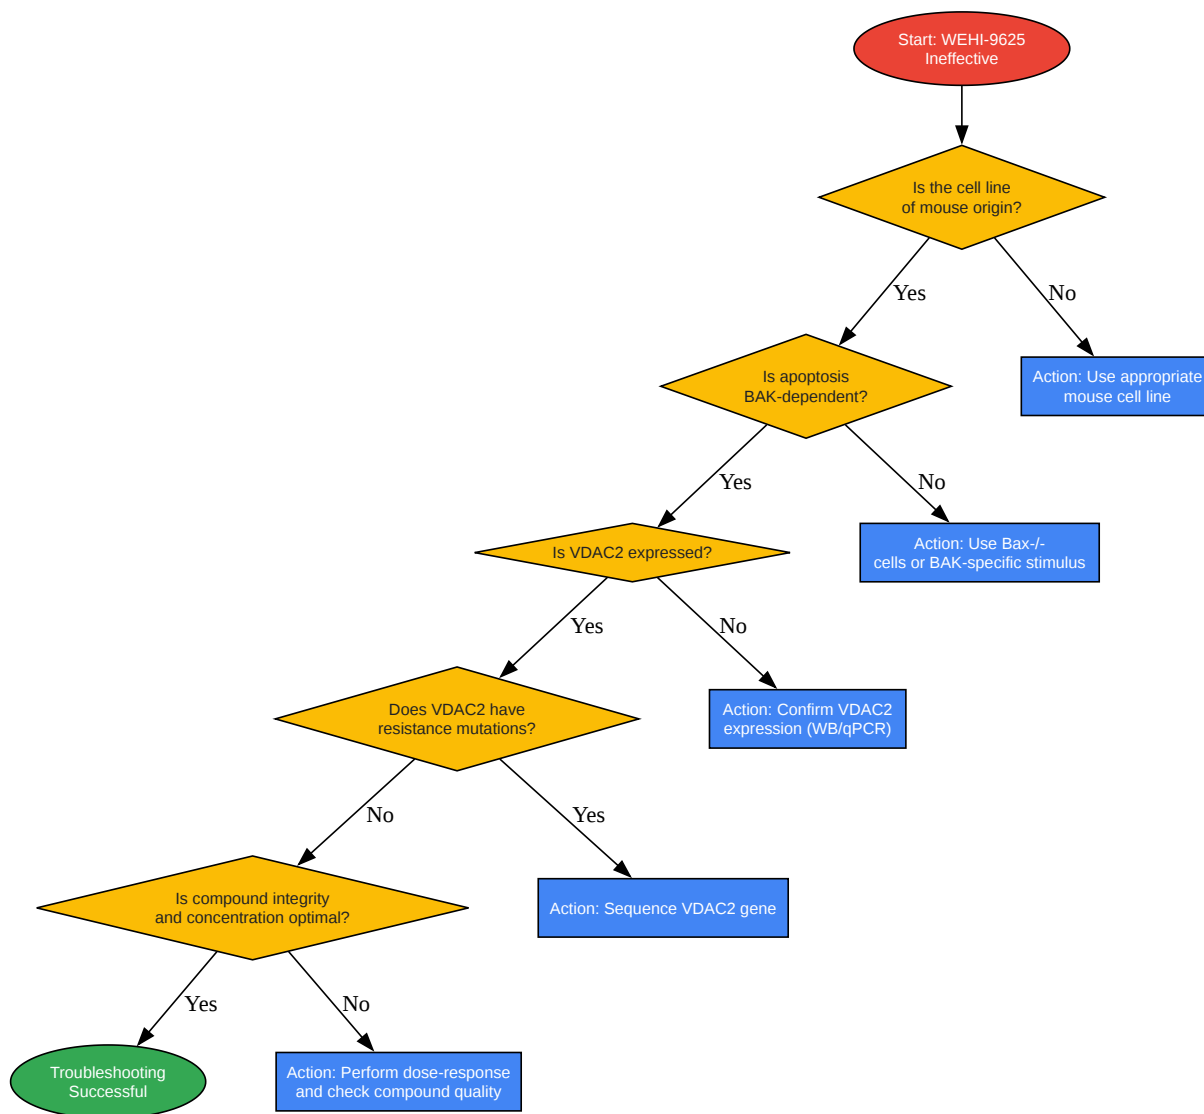 Start: WEHI-9625
Ineffective
Is the cell line
of mouse origin?
Yes
No
Is apoptosis
BAK-dependent?
Action: Use appropriate
mouse cell line
Yes
No
Is VDAC2 expressed?
Action: Use Bax-/-
cells or BAK-specific stimulus
Yes
No
Does VDAC2 have
resistance mutations?
Action: Confirm VDAC2
expression (WB/qPCR)
No
Yes
Is compound integrity
and concentration optimal?
Action: Sequence VDAC2 gene
Yes
No
Troubleshooting
Successful
Action: Perform dose-response
and check compound quality